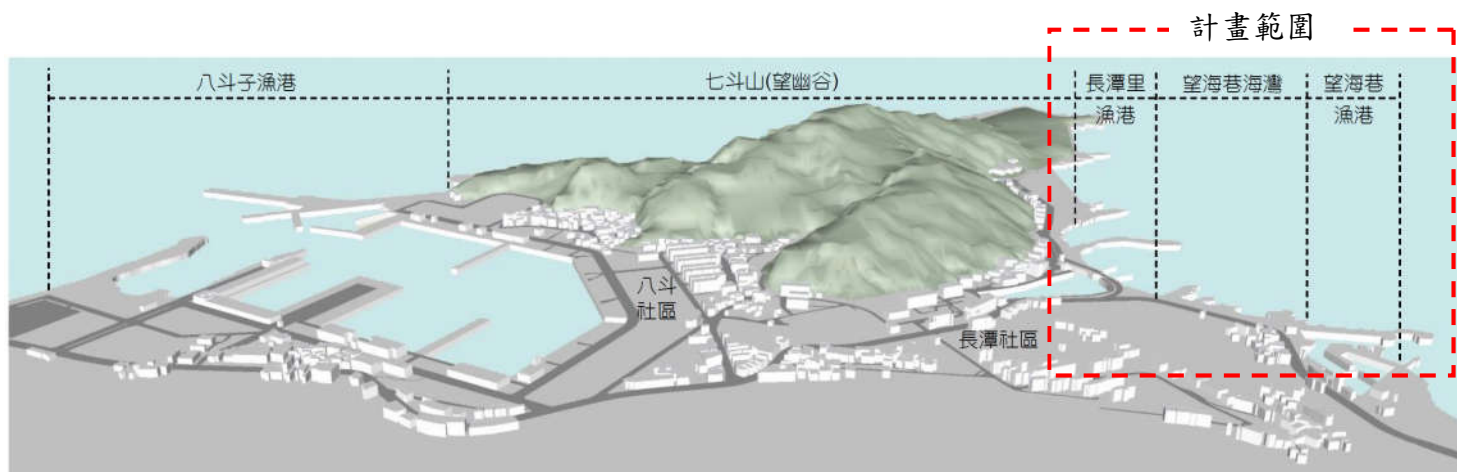 計畫範圍
八斗子漁港
七斗山(望幽谷)
長潭里
漁港
望海巷海灣
望海巷
漁港
八斗
社區
長潭社區